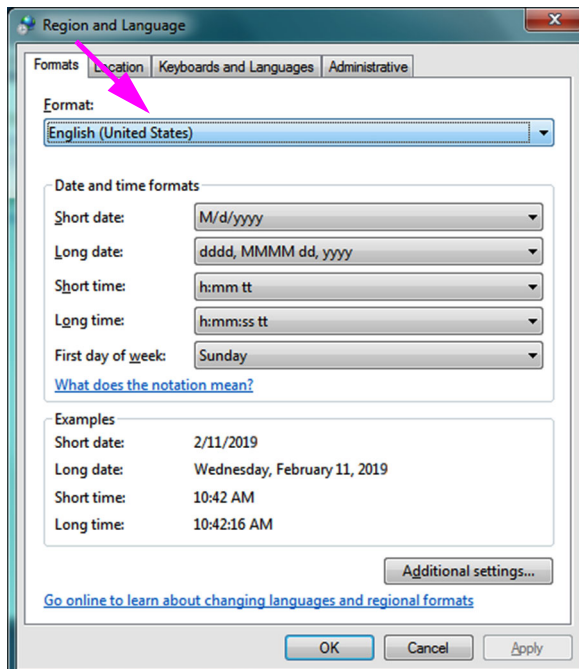 Region and Language
Formats Location Keyboards and Languages Administrative
Format:
English (United States)
Date and time formats
Short date: M/d/yyyy
Long date: dddd, MMMM dd, yyyy
Short time: h:mm tt
Long time: h:mm:ss tt
First day of week: Sunday
What does the notation mean?
Examples
Short date: 2/11/2019
Long date: Wednesday, February 11, 2019
Short time: 10:42 AM
Long time: 10:42:16 AM
Additional settings...
Go online to learn about changing languages and regional formats
OK Cancel Apply